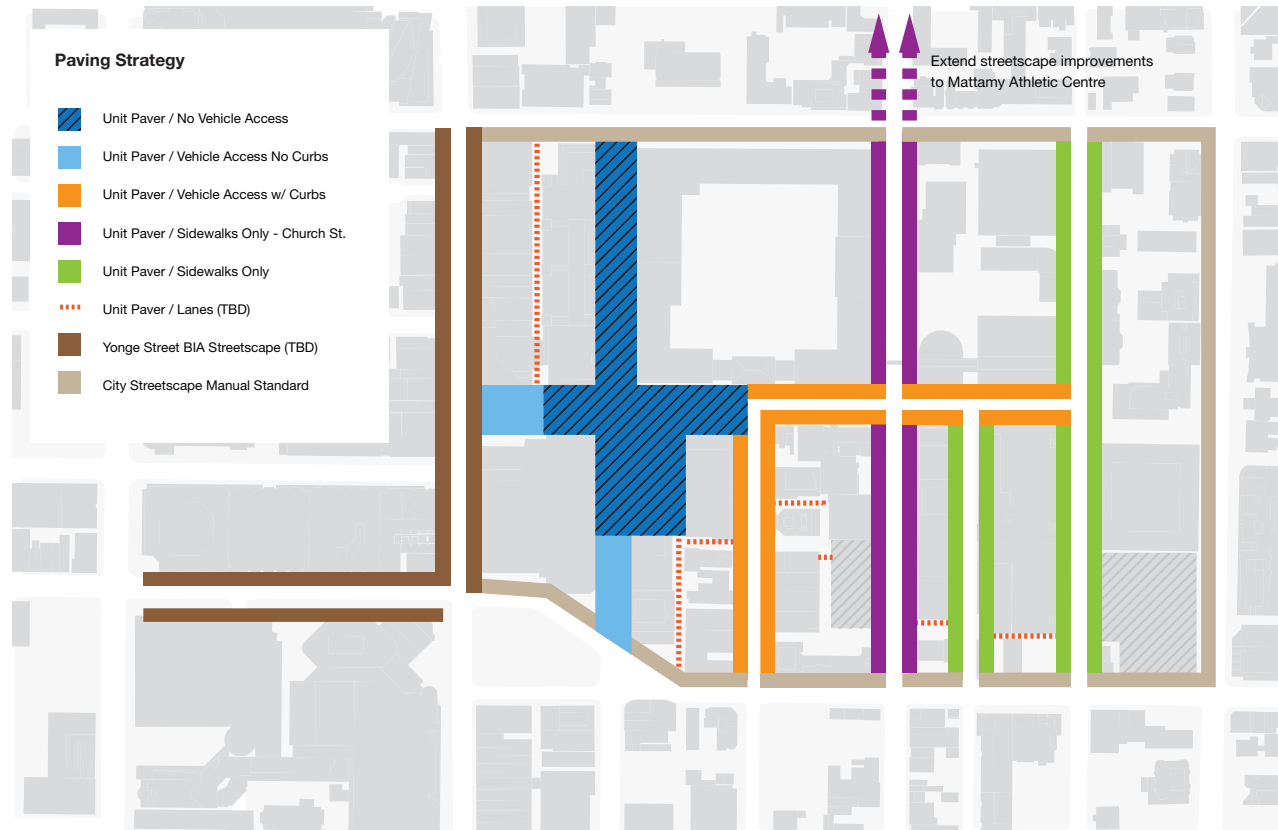 Paving Strategy
Unit Paver / No Vehicle Access
Unit Paver / Vehicle Access No Curbs
Unit Paver / Vehicle Access w/ Curbs
Unit Paver / Sidewalks Only - Church St.
Unit Paver / Sidewalks Only
Unit Paver / Lanes (TBD)
Yonge Street BIA Streetscape (TBD)
City Streetscape Manual Standard
Extend streetscape improvements
to Mattamy Athletic Centre